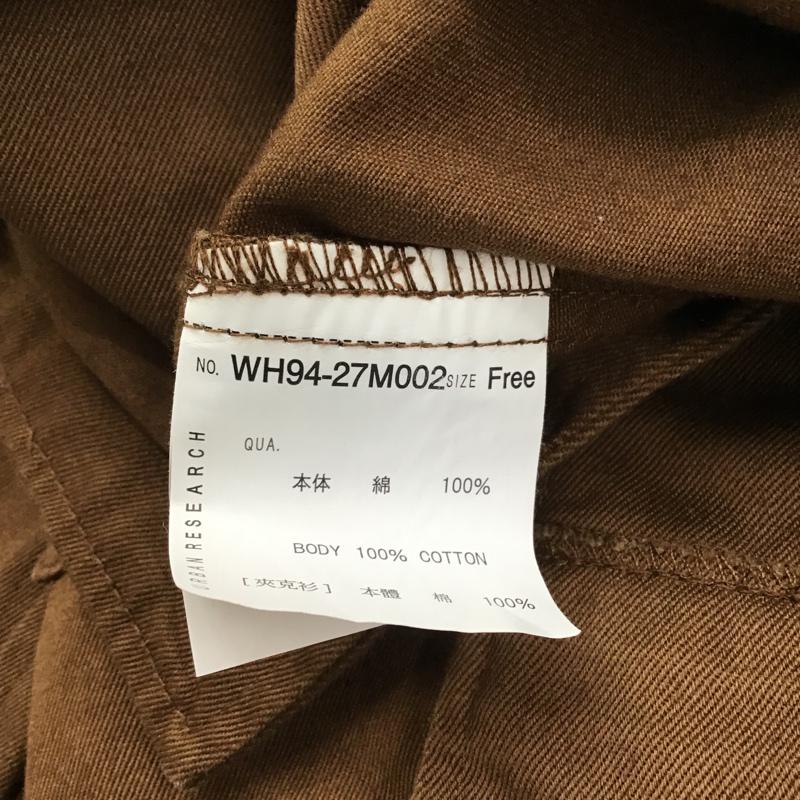 NO. WH94-27M002 SIZE Free
QUA.
本体 綿 100%
BODY 100% COTTON
[夾克衫] 本體 棉 100%
URBAN RESEARCH